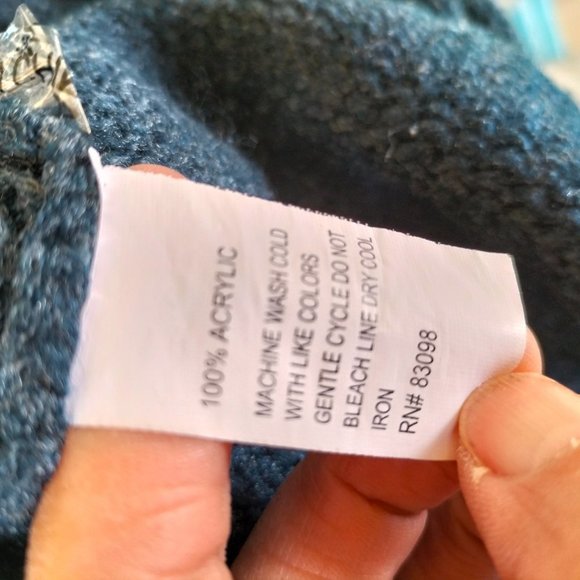 100% ACRYLIC
MACHINE WASH COLD
WITH LIKE COLORS
GENTLE CYCLE DO NOT
BLEACH LINE DRY COOL
IRON
RN# 83098